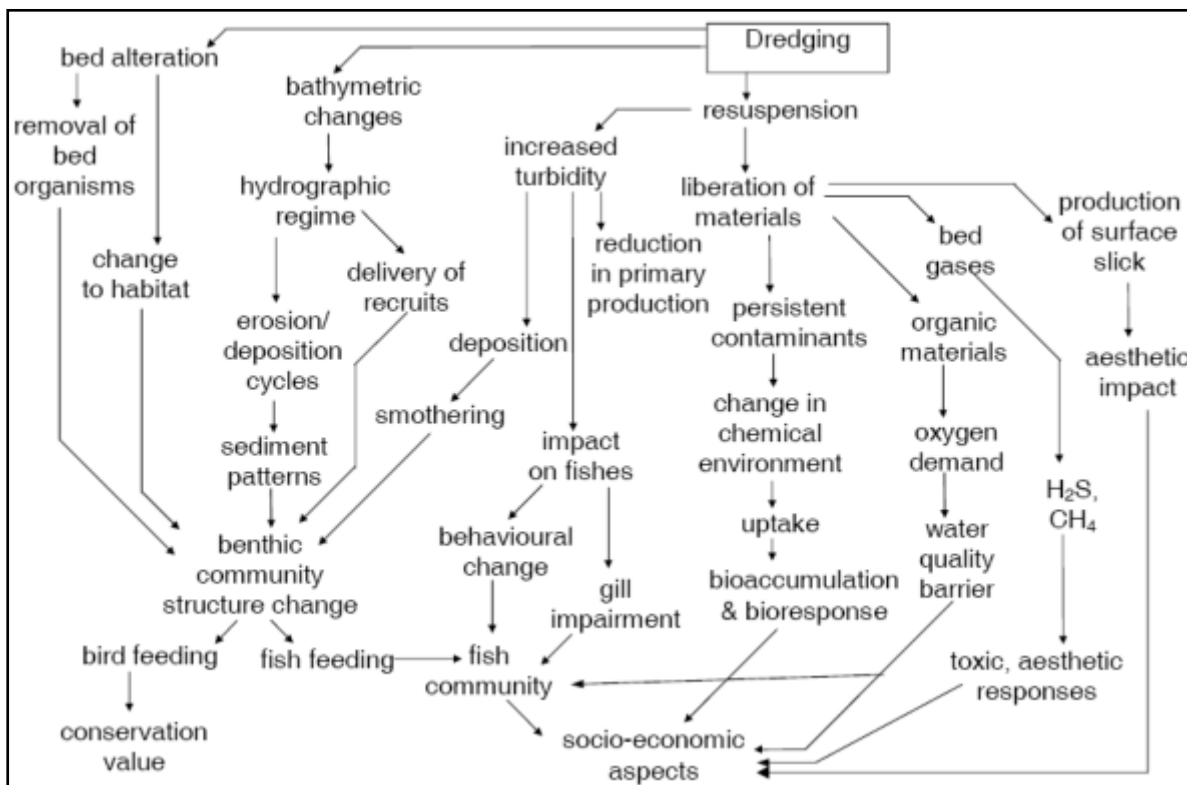 Dredging
bed alteration
bathymetric
changes
resuspension
removal of
bed
organisms
increased
turbidity
hydrographic
regime
liberation of
materials
production
of surface
slick
change
to habitat
delivery of
recruits
reduction
in primary
production
bed
gases
erosion/
deposition
cycles
deposition
persistent
contaminants
organic
materials
aesthetic
impact
smothering
sediment
patterns
impact
on fishes
change in
chemical
environment
oxygen
demand
H₂S,
CH₄
benthic
community
structure change
behavioural
change
uptake
water
quality
barrier
gill
impairment
bioaccumulation
& bioresponse
bird feeding
fish feeding
fish
community
toxic, aesthetic
responses
conservation
value
socio-economic
aspects